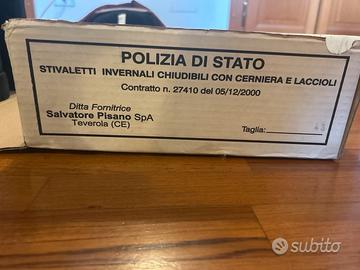 POLIZIA DI STATO
STIVALETTI INVERNALI CHIUDIBILI CON CERNIERA E LACCIOLI
Contratto n. 27410 del 05/12/2000
Ditta Fornitrice
Salvatore Pisano SpA
Teverola (CE)
Taglia:
subito